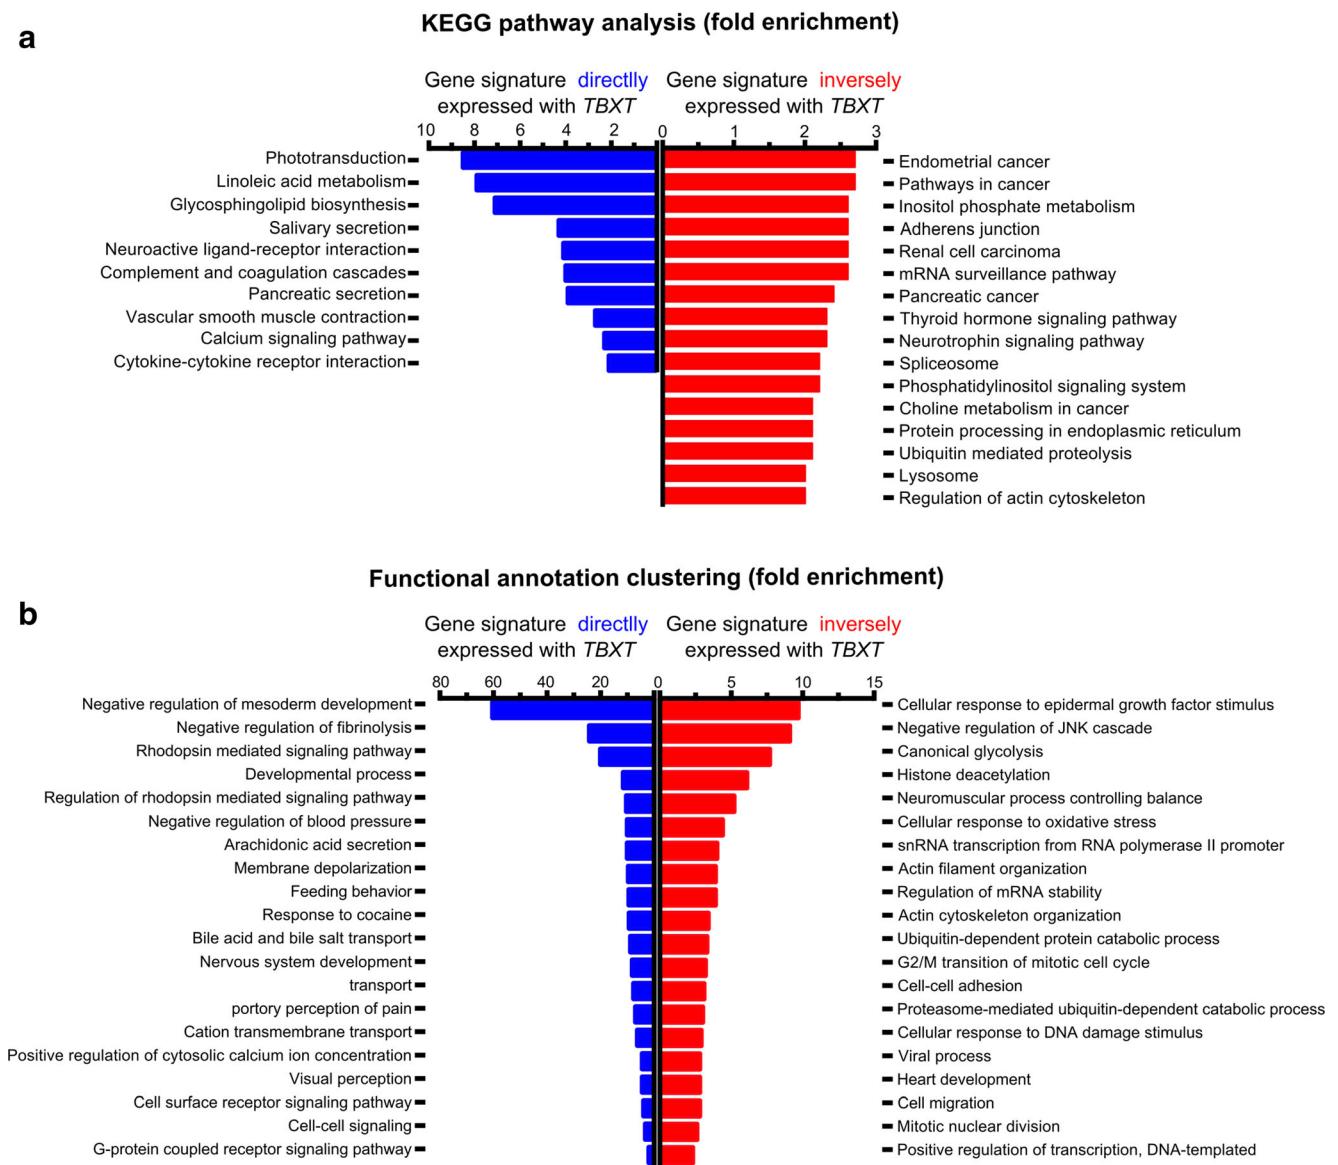 KEGG pathway analysis (fold enrichment)
a
Gene signature directlly
expressed with TBXT
Gene signature inversely
expressed with TBXT
10 8 6 4 2 0 1 2 3
Phototransduction
Linoleic acid metabolism
Glycosphingolipid biosynthesis
Salivary secretion
Neuroactive ligand-receptor interaction
Complement and coagulation cascades
Pancreatic secretion
Vascular smooth muscle contraction
Calcium signaling pathway
Cytokine-cytokine receptor interaction
Endometrial cancer
Pathways in cancer
Inositol phosphate metabolism
Adherens junction
Renal cell carcinoma
mRNA surveillance pathway
Pancreatic cancer
Thyroid hormone signaling pathway
Neurotrophin signaling pathway
Spliceosome
Phosphatidylinositol signaling system
Choline metabolism in cancer
Protein processing in endoplasmic reticulum
Ubiquitin mediated proteolysis
Lysosome
Regulation of actin cytoskeleton
Functional annotation clustering (fold enrichment)
b
Gene signature directlly
expressed with TBXT
Gene signature inversely
expressed with TBXT
80 60 40 20 0 5 10 15
Negative regulation of mesoderm development
Negative regulation of fibrinolysis
Rhodopsin mediated signaling pathway
Developmental process
Regulation of rhodopsin mediated signaling pathway
Negative regulation of blood pressure
Arachidonic acid secretion
Membrane depolarization
Feeding behavior
Response to cocaine
Bile acid and bile salt transport
Nervous system development
transport
portory perception of pain
Cation transmembrane transport
Positive regulation of cytosolic calcium ion concentration
Visual perception
Cell surface receptor signaling pathway
Cell-cell signaling
G-protein coupled receptor signaling pathway
Cellular response to epidermal growth factor stimulus
Negative regulation of JNK cascade
Canonical glycolysis
Histone deacetylation
Neuromuscular process controlling balance
Cellular response to oxidative stress
snRNA transcription from RNA polymerase II promoter
Actin filament organization
Regulation of mRNA stability
Actin cytoskeleton organization
Ubiquitin-dependent protein catabolic process
G2/M transition of mitotic cell cycle
Cell-cell adhesion
Proteasome-mediated ubiquitin-dependent catabolic process
Cellular response to DNA damage stimulus
Viral process
Heart development
Cell migration
Mitotic nuclear division
Positive regulation of transcription, DNA-templated